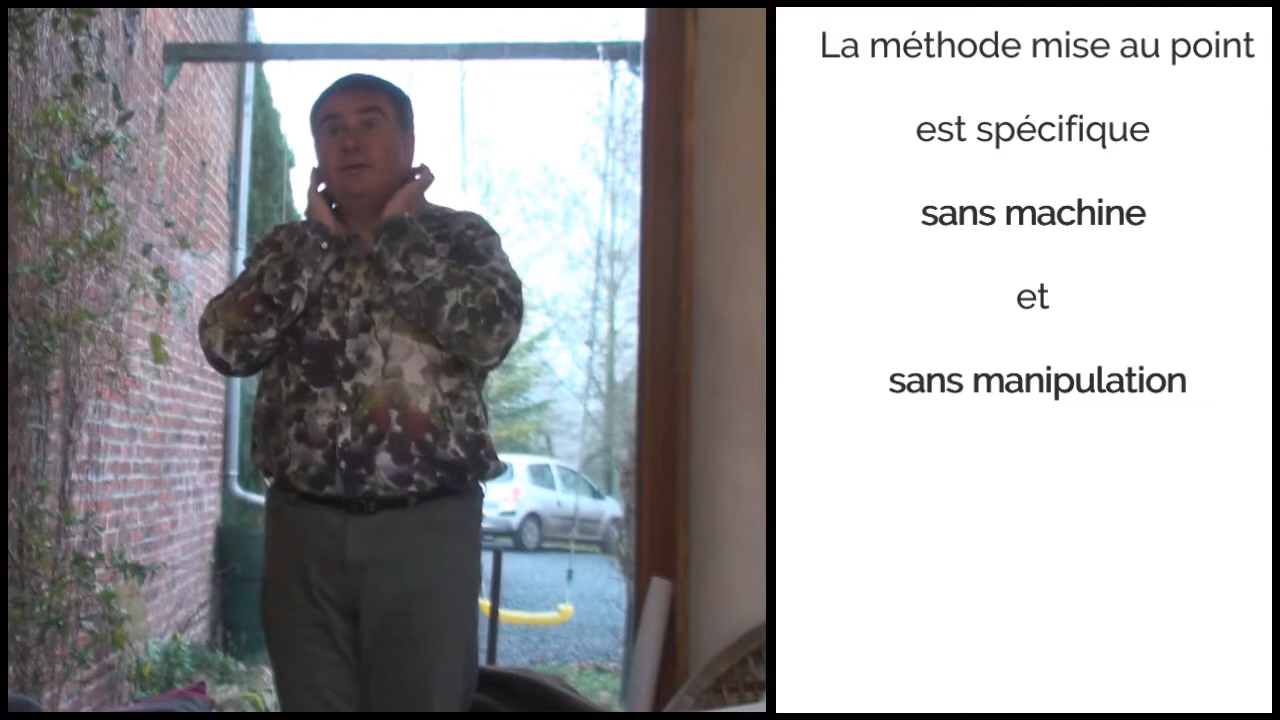 La méthode mise au point
est spécifique
sans machine
et
sans manipulation